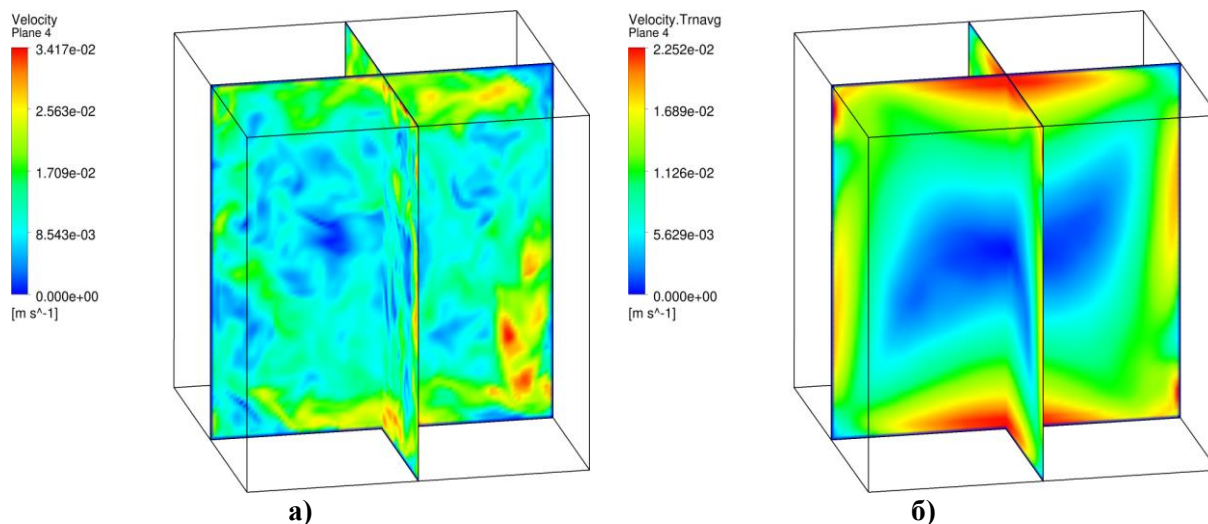 Velocity
Plane 4
3.417e-02
2.563e-02
1.709e-02
8.543e-03
0.000e+00
[m s^-1]
Velocity.Trnavg
Plane 4
2.252e-02
1.689e-02
1.126e-02
5.629e-03
0.000e+00
[m s^-1]
а)
б)